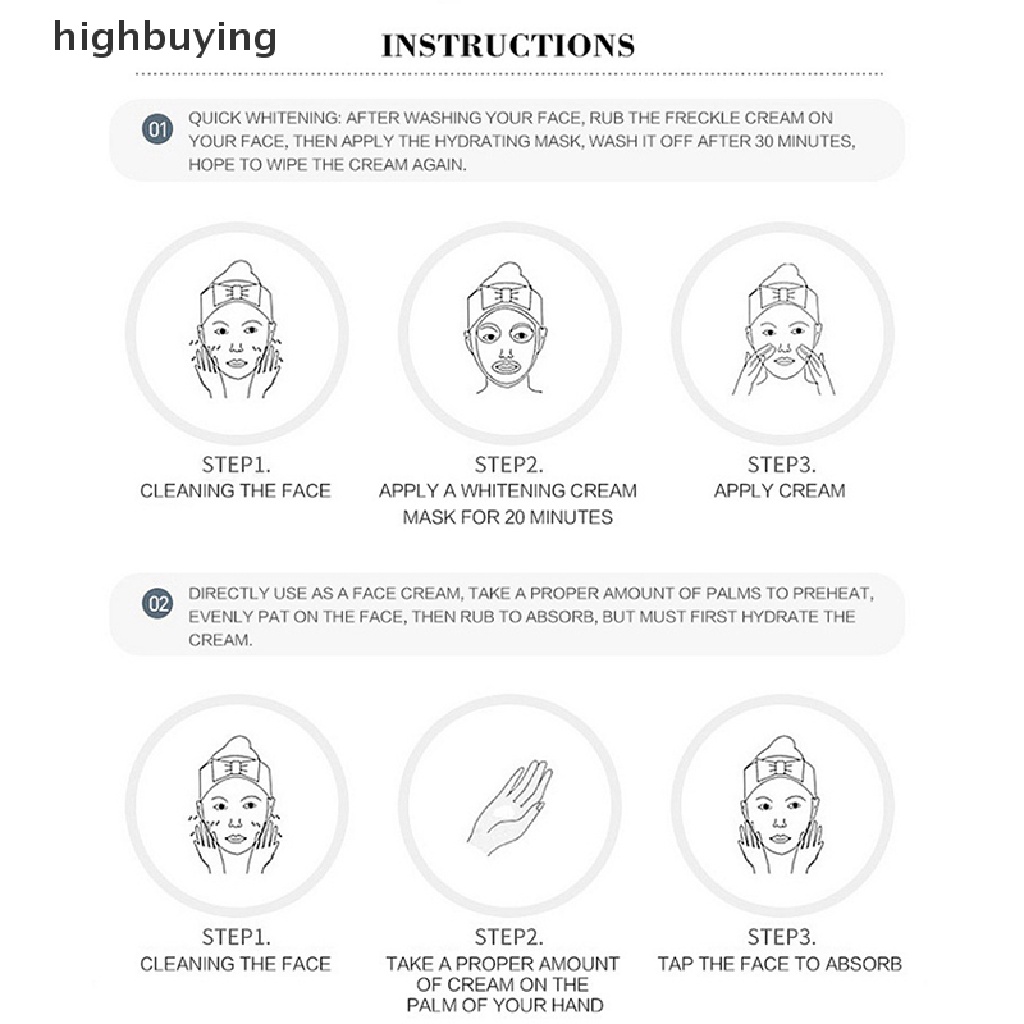 highbuying
INSTRUCTIONS
01
QUICK WHITENING: AFTER WASHING YOUR FACE, RUB THE FRECKLE CREAM ON
YOUR FACE, THEN APPLY THE HYDRATING MASK, WASH IT OFF AFTER 30 MINUTES,
HOPE TO WIPE THE CREAM AGAIN.
STEP1.
CLEANING THE FACE
STEP2.
APPLY A WHITENING CREAM
MASK FOR 20 MINUTES
STEP3.
APPLY CREAM
02
DIRECTLY USE AS A FACE CREAM, TAKE A PROPER AMOUNT OF PALMS TO PREHEAT,
EVENLY PAT ON THE FACE, THEN RUB TO ABSORB, BUT MUST FIRST HYDRATE THE
CREAM.
STEP1.
CLEANING THE FACE
STEP2.
TAKE A PROPER AMOUNT
OF CREAM ON THE
PALM OF YOUR HAND
STEP3.
TAP THE FACE TO ABSORB